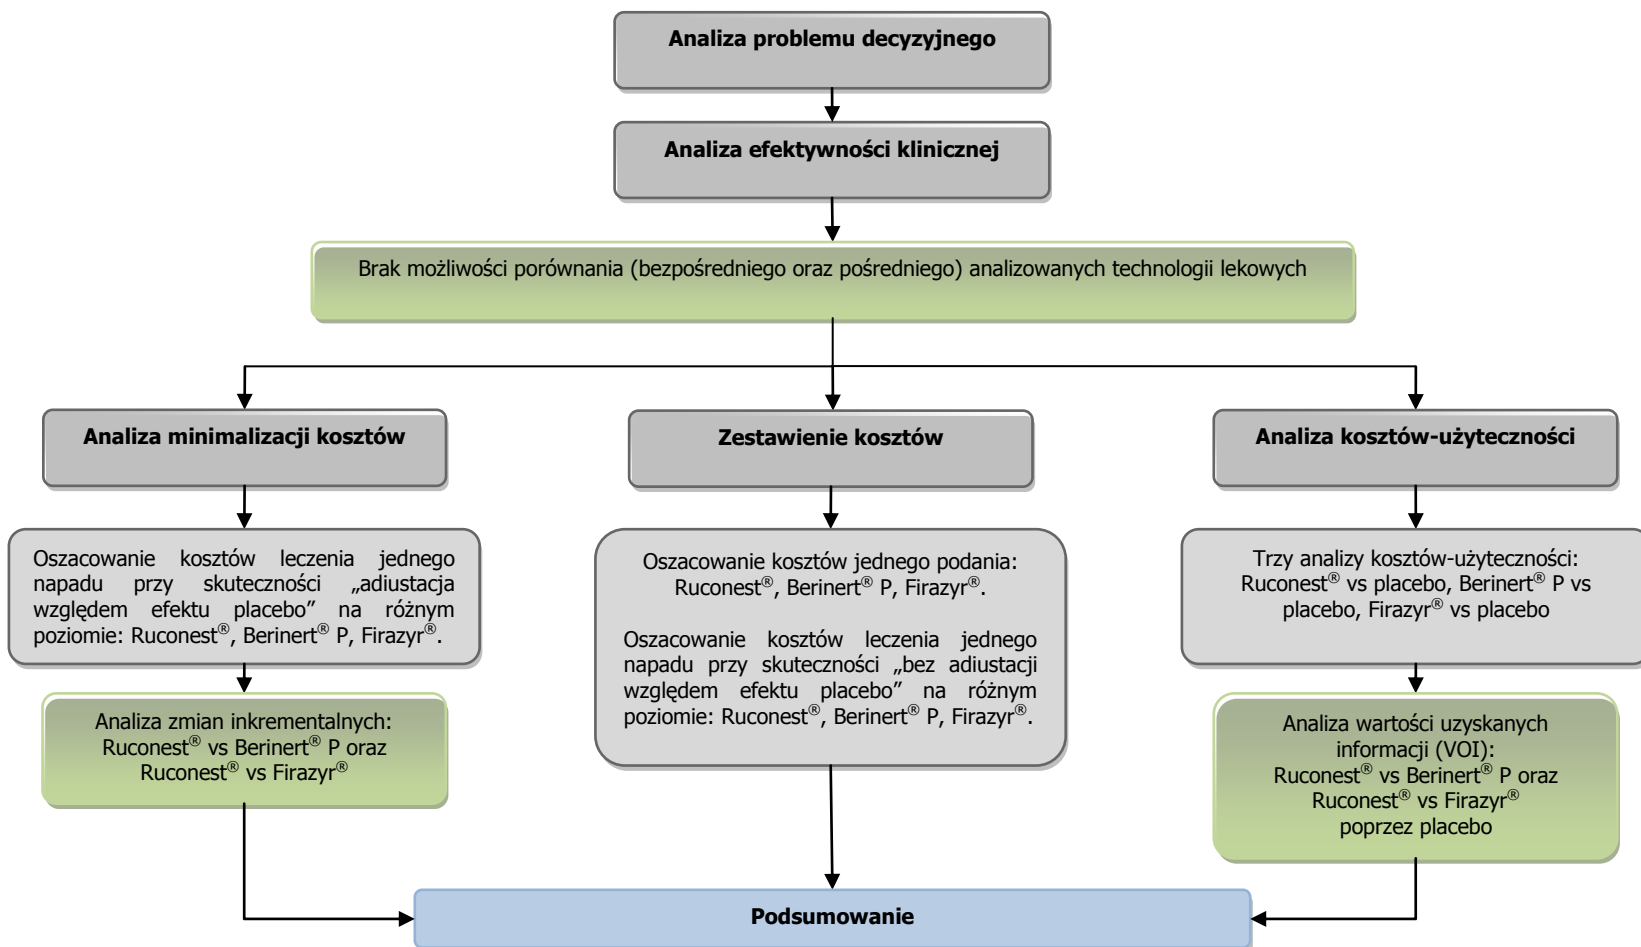 Analiza problemu decyzyjnego
Analiza efektywności klinicznej
Brak możliwości porównania (bezpośredniego oraz pośredniego) analizowanych technologii lekowych
Analiza minimalizacji kosztów
Oszacowanie kosztów leczenia jednego
napadu przy skuteczności „adiustacja
względem efektu placebo” na różnym
poziomie: Ruconest®, Berinert® P, Firazyr®.
Analiza zmian inkrementalnych:
Ruconest® vs Berinert® P oraz
Ruconest® vs Firazyr®
Zestawienie kosztów
Oszacowanie kosztów jednego podania:
Ruconest®, Berinert® P, Firazyr®.
Oszacowanie kosztów leczenia jednego
napadu przy skuteczności „bez adiustacji
względem efektu placebo” na różnym
poziomie: Ruconest®, Berinert® P, Firazyr®.
Analiza kosztów-użyteczności
Trzy analizy kosztów-użyteczności:
Ruconest® vs placebo, Berinert® P vs
placebo, Firazyr® vs placebo
Analiza wartości uzyskanych
informacji (VOI):
Ruconest® vs Berinert® P oraz
Ruconest® vs Firazyr®
poprzez placebo
Podsumowanie